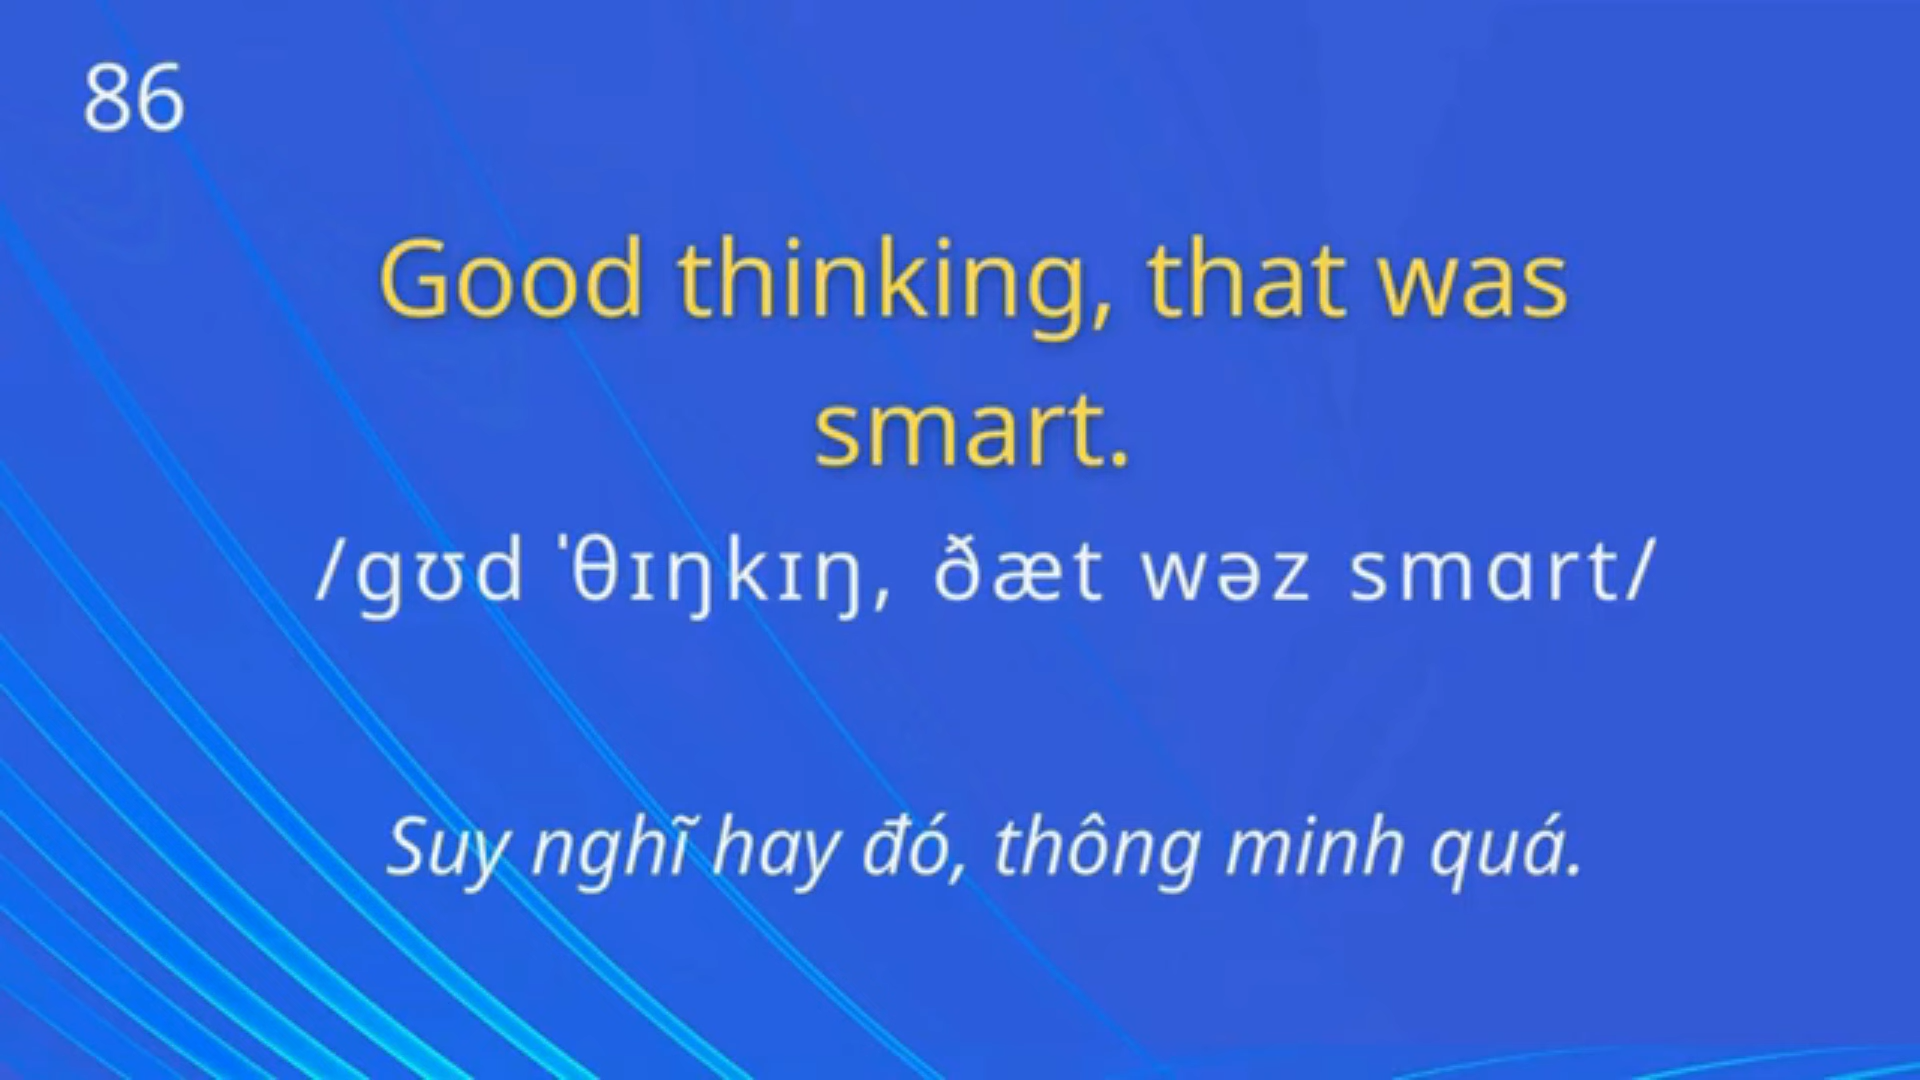 86
Good thinking, that was
smart.
/gʊd ˈθɪŋkɪŋ, ðæt wəz smɑrt/
Suy nghĩ hay đó, thông minh quá.